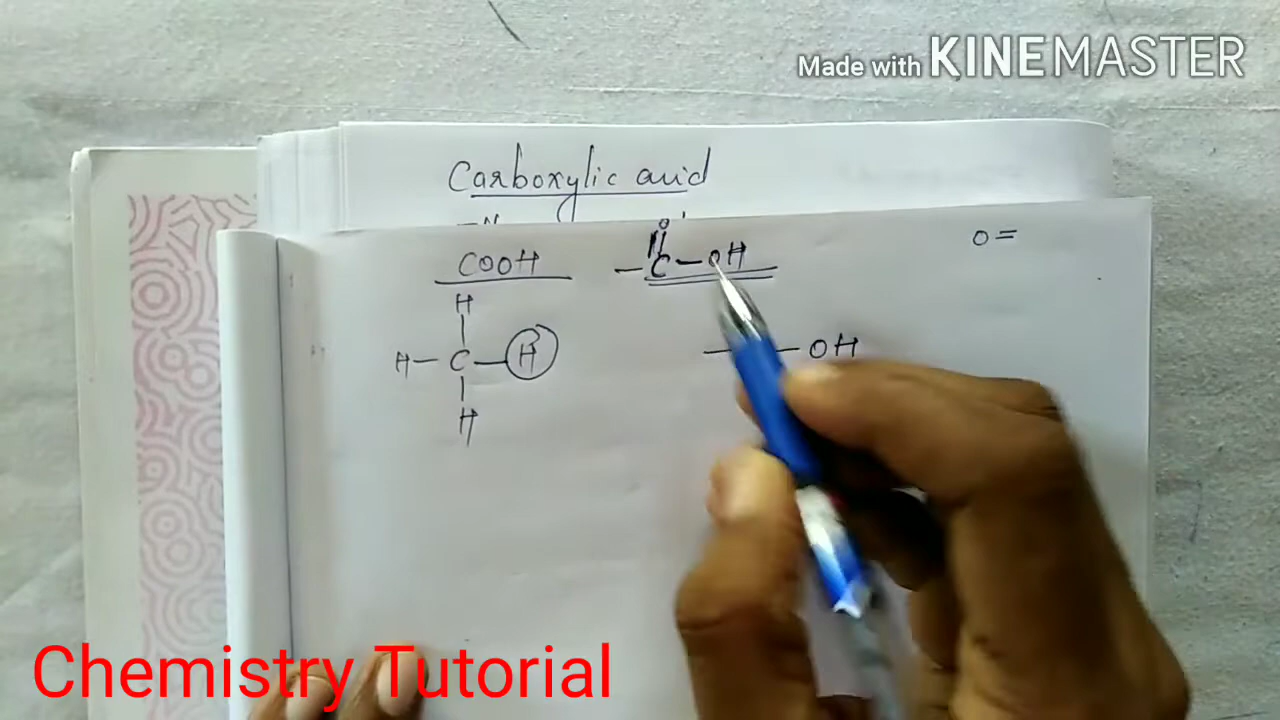 Made with KINEMASTER
Carboxylic acid
COOH
O
— C — OH
O =
H
H — C — H
H
— OH
Chemistry Tutorial